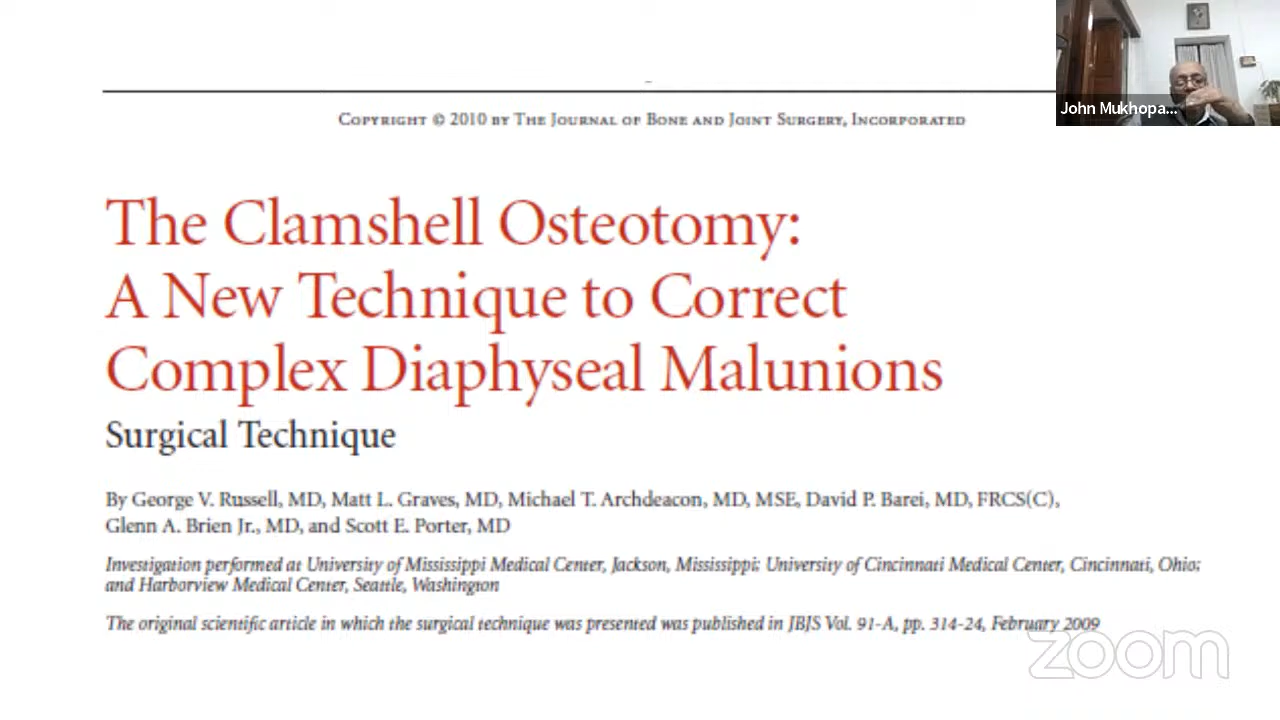 COPYRIGHT © 2010 BY THE JOURNAL OF BONE AND JOINT SURGERY, INCORPORATED
John Mukhopa...
The Clamshell Osteotomy:
A New Technique to Correct
Complex Diaphyseal Malunions
Surgical Technique
By George V. Russell, MD, Matt L. Graves, MD, Michael T. Archdeacon, MD, MSE, David P. Barei, MD, FRCS(C),
Glenn A. Brien Jr., MD, and Scott E. Porter, MD
Investigation performed at University of Mississippi Medical Center, Jackson, Mississippi; University of Cincinnati Medical Center, Cincinnati, Ohio;
and Harborview Medical Center, Seattle, Washington
The original scientific article in which the surgical technique was presented was published in JBJS Vol. 91-A, pp. 314-24, February 2009
zoom